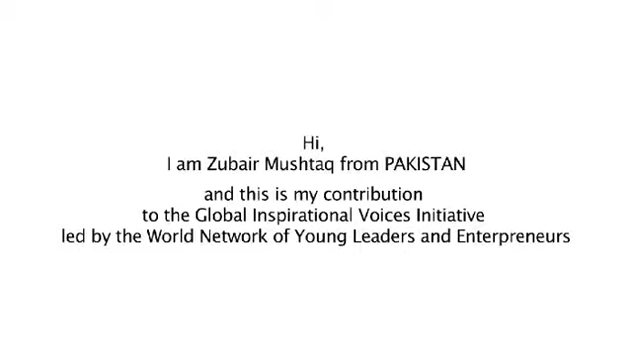 Hi,
I am Zubair Mushtaq from PAKISTAN
and this is my contribution
to the Global Inspirational Voices Initiative
led by the World Network of Young Leaders and Enterpreneurs